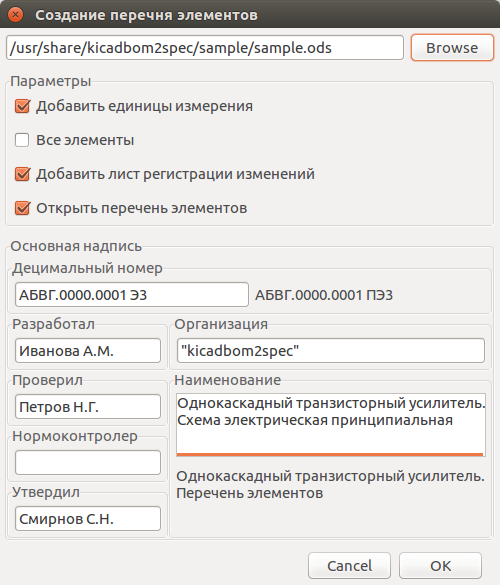 Создание перечня элементов
/usr/share/kicadbom2spec/sample/sample.ods Browse
Параметры
Добавить единицы измерения
Все элементы
Добавить лист регистрации изменений
Открыть перечень элементов
Основная надпись
Децимальный номер
АБВГ.0000.0001 Э3 АБВГ.0000.0001 ПЭ3
Разработал
Иванова А.М.
Организация
"kicadbom2spec"
Проверил
Петров Н.Г.
Нормоконтролер
Утвердил
Смирнов С.Н.
Наименование
Однокаскадный транзисторный усилитель.
Схема электрическая принципиальная
Однокаскадный транзисторный усилитель.
Перечень элементов
Cancel OK